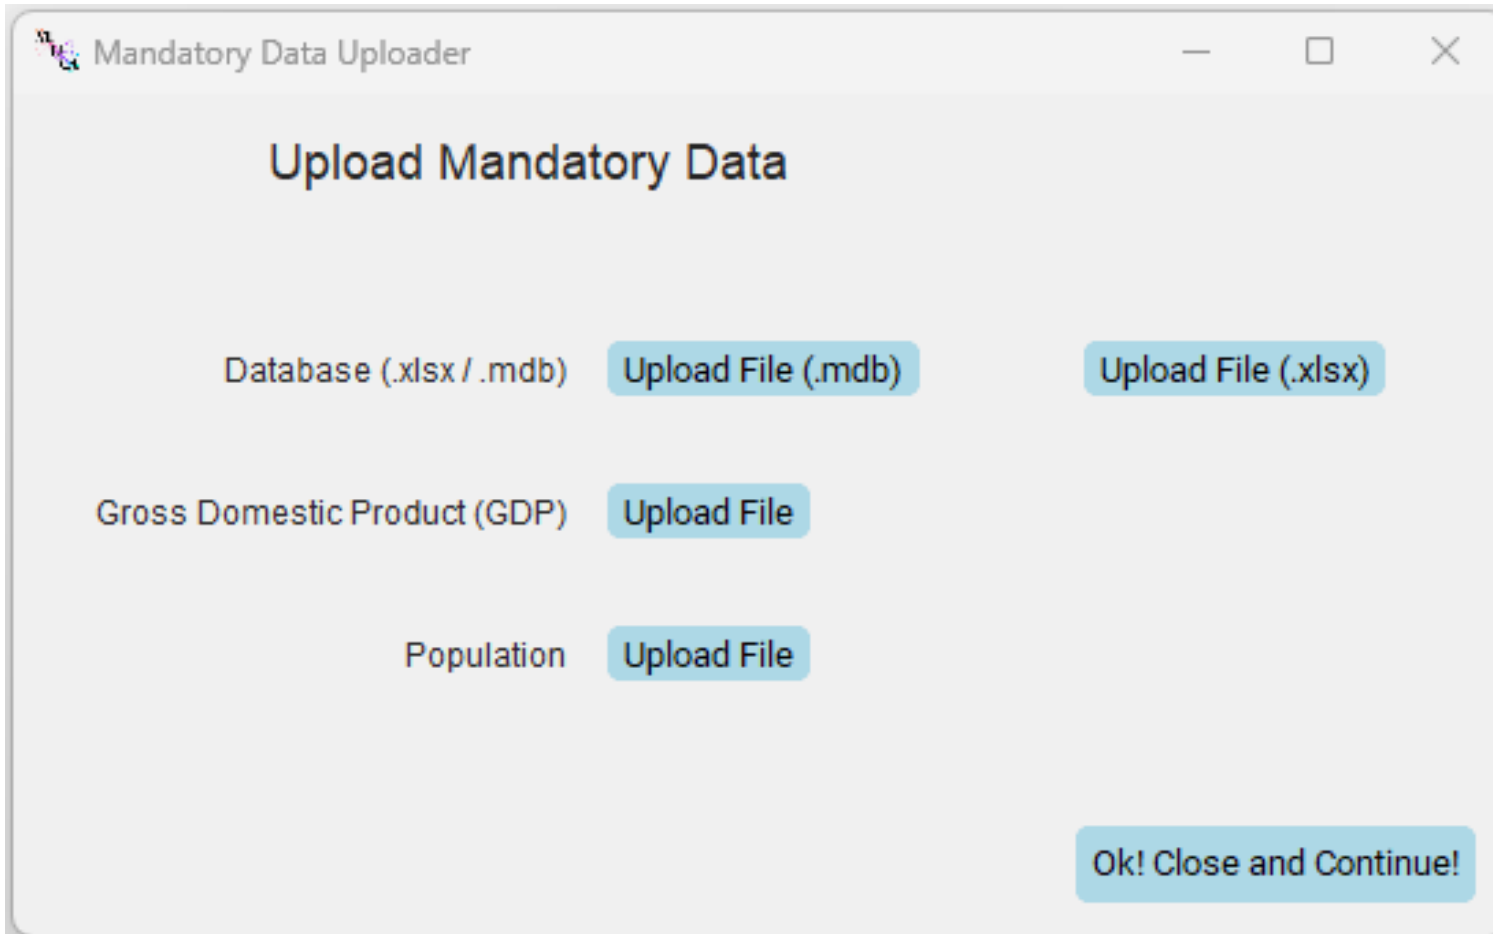 Mandatory Data Uploader
Upload Mandatory Data
Database (.xlsx / .mdb) Upload File (.mdb) Upload File (.xlsx)
Gross Domestic Product (GDP) Upload File
Population Upload File
Ok! Close and Continue!